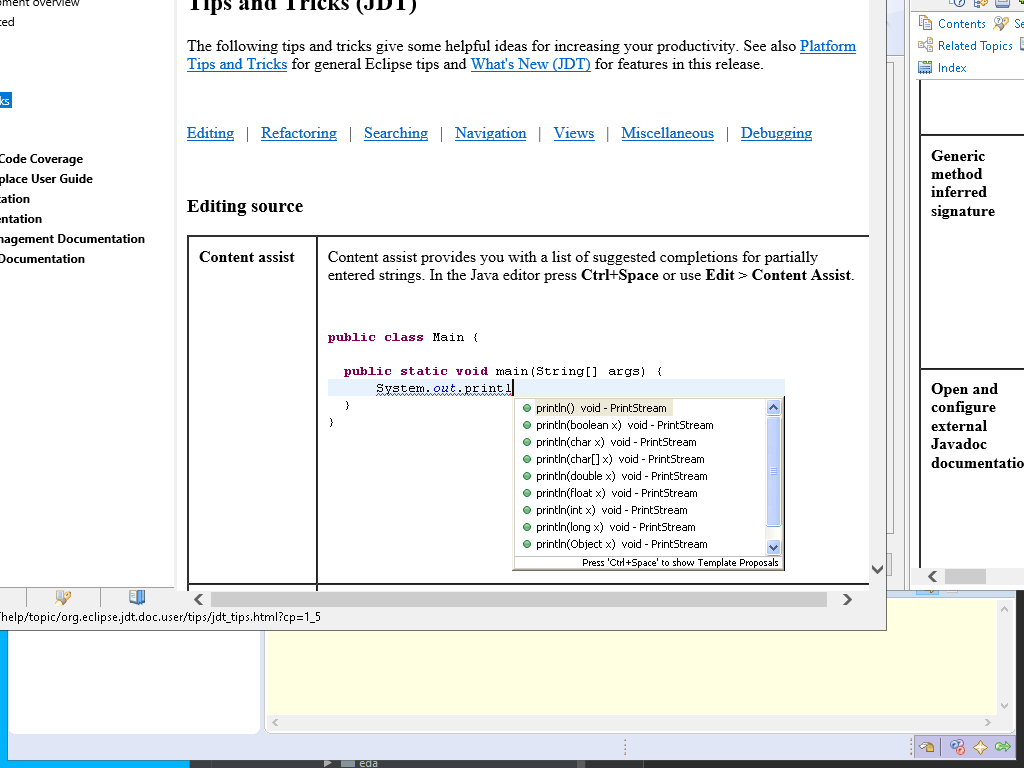 pment overview
ted
ks
Code Coverage
place User Guide
tation
entation
nagement Documentation
Documentation
Tips and Tricks (JDT)
The following tips and tricks give some helpful ideas for increasing your productivity. See also Platform
Tips and Tricks for general Eclipse tips and What's New (JDT) for features in this release.
Editing | Refactoring | Searching | Navigation | Views | Miscellaneous | Debugging
Editing source
Content assist
Content assist provides you with a list of suggested completions for partially
entered strings. In the Java editor press Ctrl+Space or use Edit > Content Assist.
public class Main {
public static void main(String[] args) {
System.out.printl
}
}
println() void - PrintStream
println(boolean x) void - PrintStream
println(char x) void - PrintStream
println(char[] x) void - PrintStream
println(double x) void - PrintStream
println(float x) void - PrintStream
println(int x) void - PrintStream
println(long x) void - PrintStream
println(Object x) void - PrintStream
Press 'Ctrl+Space' to show Template Proposals
/help/topic/org.eclipse.jdt.doc.user/tips/jdt_tips.html?cp=1_5
Contents
Se
Related Topics
Index
Generic
method
inferred
signature
Open and
configure
external
Javadoc
documentatio
eda